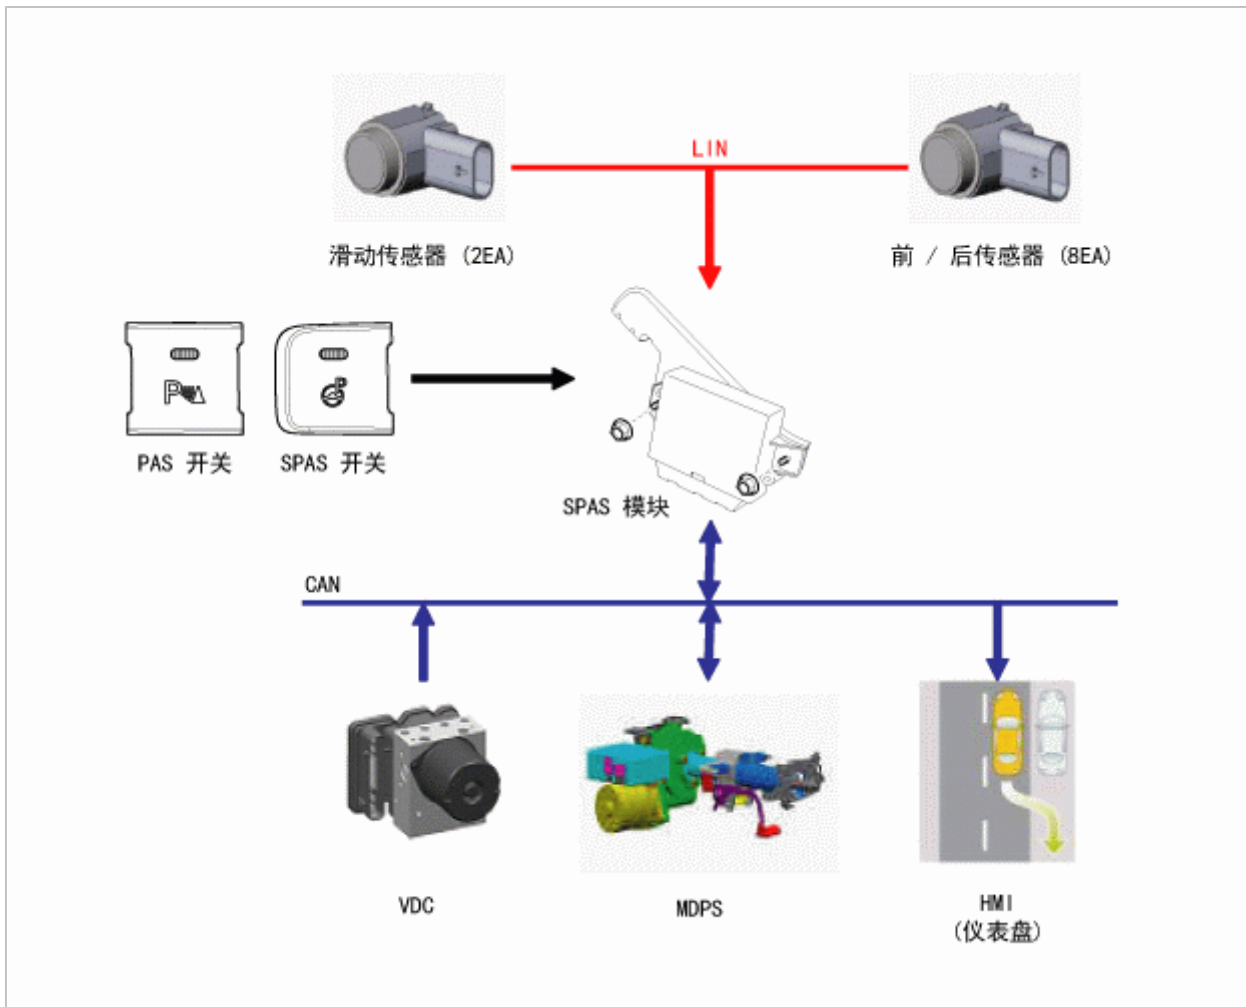 LIN
滑动传感器 (2EA)
前 / 后传感器 (8EA)
P
P
PAS 开关
SPAS 开关
SPAS 模块
CAN
VDC
MDPS
HMI
(仪表盘)